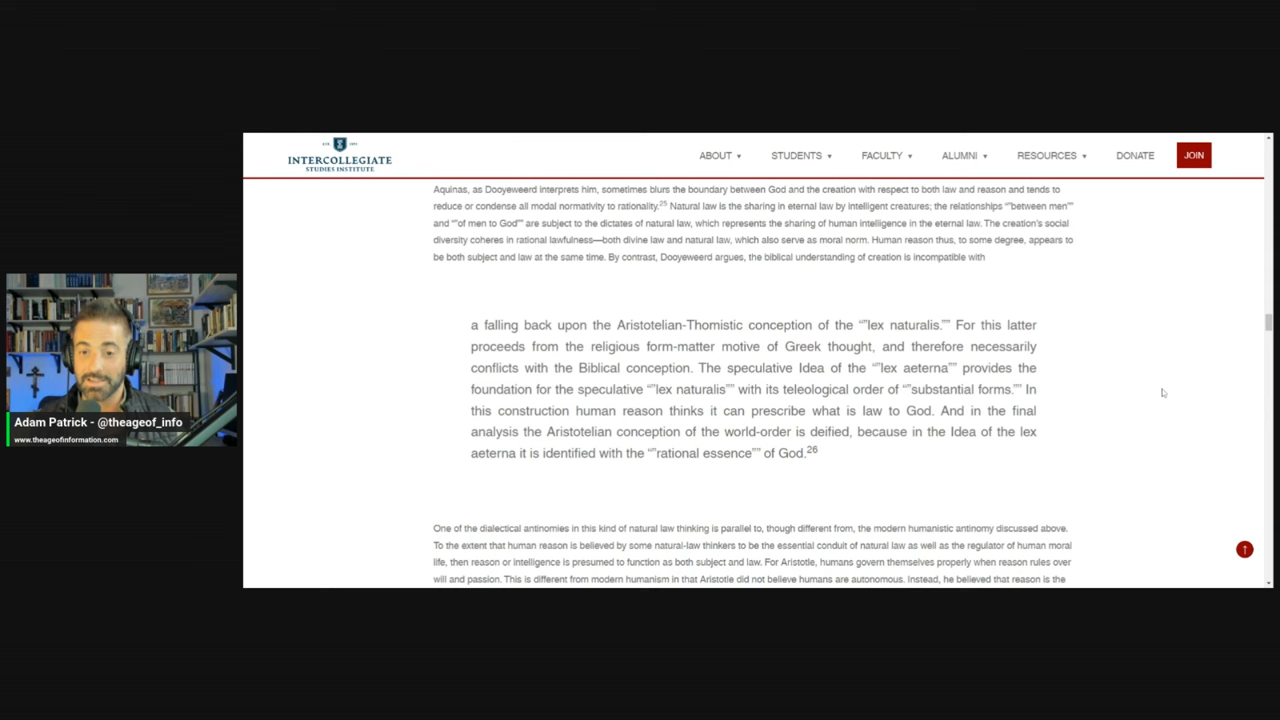 EST. 1953
INTERCOLLEGIATE
STUDIES INSTITUTE
ABOUT ▾
STUDENTS ▾
FACULTY ▾
ALUMNI ▾
RESOURCES ▾
DONATE
JOIN
Aquinas, as Dooyeweerd interprets him, sometimes blurs the boundary between God and the creation with respect to both law and reason and tends to
reduce or condense all modal normativity to rationality.25 Natural law is the sharing in eternal law by intelligent creatures; the relationships “"between men”"
and “"of men to God”" are subject to the dictates of natural law, which represents the sharing of human intelligence in the eternal law. The creation's social
diversity coheres in rational lawfulness—both divine law and natural law, which also serve as moral norm. Human reason thus, to some degree, appears to
be both subject and law at the same time. By contrast, Dooyeweerd argues, the biblical understanding of creation is incompatible with
a falling back upon the Aristotelian-Thomistic conception of the “"lex naturalis.”" For this latter
proceeds from the religious form-matter motive of Greek thought, and therefore necessarily
conflicts with the Biblical conception. The speculative Idea of the “"lex aeterna”" provides the
foundation for the speculative “"lex naturalis”" with its teleological order of “"substantial forms.”" In
this construction human reason thinks it can prescribe what is law to God. And in the final
analysis the Aristotelian conception of the world-order is deified, because in the Idea of the lex
aeterna it is identified with the “"rational essence”" of God.26
One of the dialectical antinomies in this kind of natural law thinking is parallel to, though different from, the modern humanistic antinomy discussed above.
To the extent that human reason is believed by some natural-law thinkers to be the essential conduit of natural law as well as the regulator of human moral
life, then reason or intelligence is presumed to function as both subject and law. For Aristotle, humans govern themselves properly when reason rules over
will and passion. This is different from modern humanism in that Aristotle did not believe humans are autonomous. Instead, he believed that reason is the
Adam Patrick - @theageof_info
www.theageofinformation.com